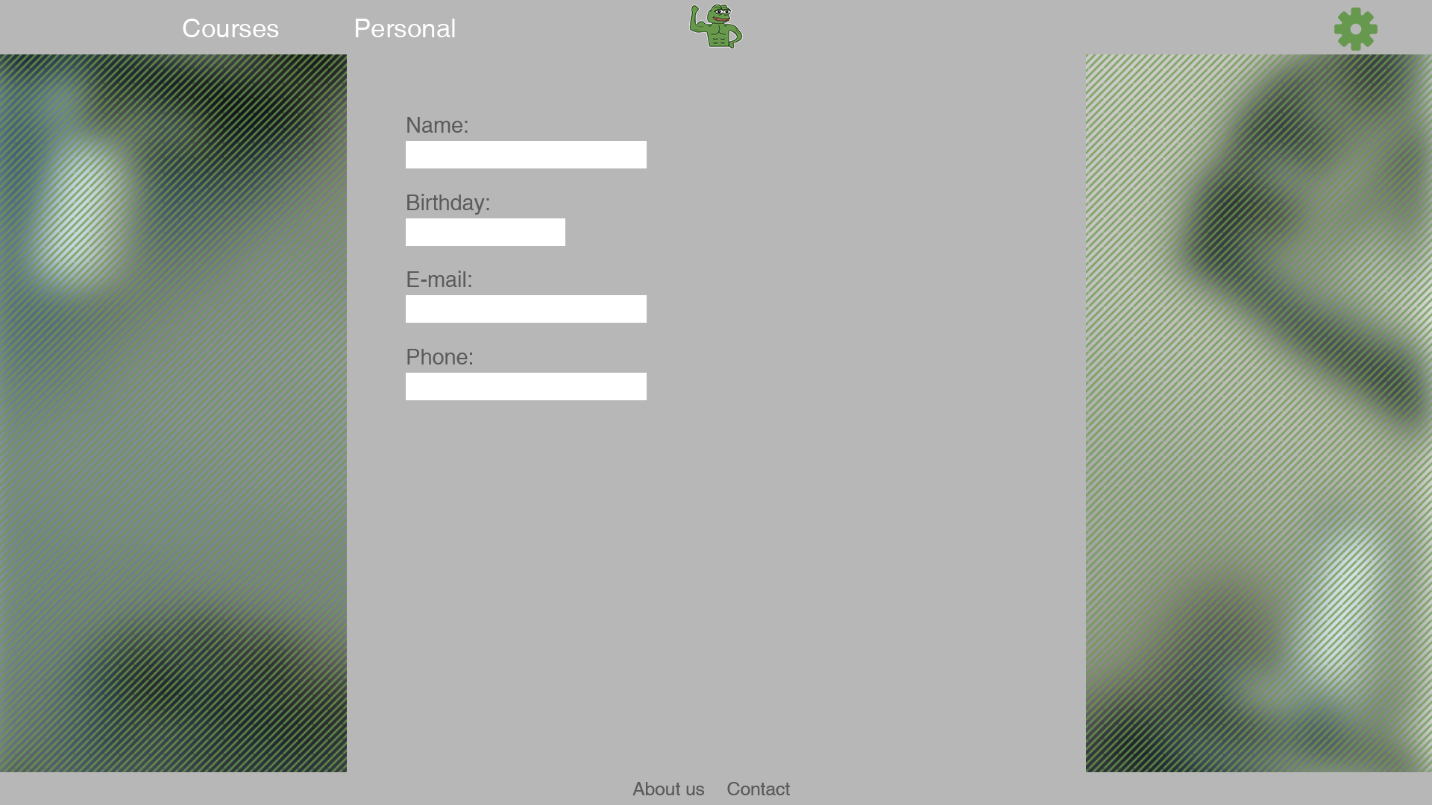 Courses Personal
Name:
Birthday:
E-mail:
Phone:
About us Contact